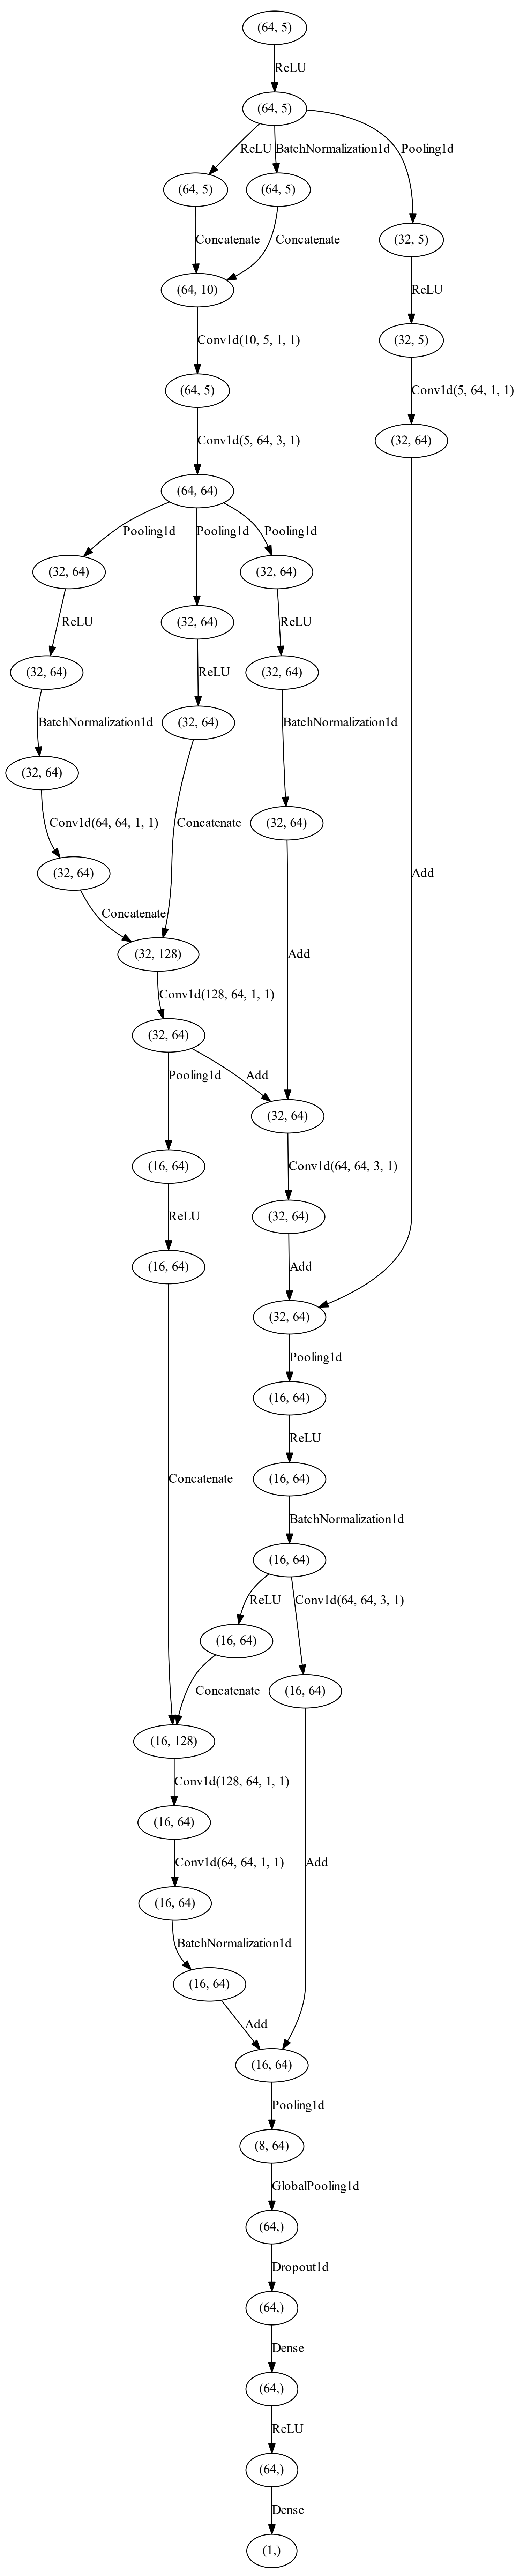 (64, 5)
ReLU
(64, 5)
ReLU
BatchNormalization1d
Pooling1d
(64, 5)
(64, 5)
(32, 5)
Concatenate
Concatenate
(64, 10)
ReLU
Conv1d(10, 5, 1, 1)
(32, 5)
(64, 5)
Conv1d(5, 64, 1, 1)
Conv1d(5, 64, 3, 1)
(32, 64)
(64, 64)
Pooling1d
Pooling1d
Pooling1d
(32, 64)
(32, 64)
(32, 64)
ReLU
ReLU
(32, 64)
ReLU
(32, 64)
(32, 64)
BatchNormalization1d
BatchNormalization1d
(32, 64)
(32, 64)
Conv1d(64, 64, 1, 1)
Concatenate
(32, 64)
Add
(32, 64)
Concatenate
(32, 128)
Add
Conv1d(128, 64, 1, 1)
(32, 64)
Pooling1d
Add
(32, 64)
(16, 64)
Conv1d(64, 64, 3, 1)
ReLU
(32, 64)
(16, 64)
Add
(32, 64)
Pooling1d
(16, 64)
ReLU
Concatenate
(16, 64)
BatchNormalization1d
(16, 64)
ReLU
Conv1d(64, 64, 3, 1)
(16, 64)
Concatenate
(16, 64)
(16, 128)
Conv1d(128, 64, 1, 1)
(16, 64)
Conv1d(64, 64, 1, 1)
Add
(16, 64)
BatchNormalization1d
(16, 64)
Add
(16, 64)
Pooling1d
(8, 64)
GlobalPooling1d
(64,)
Dropout1d
(64,)
Dense
(64,)
ReLU
(64,)
Dense
(1,)